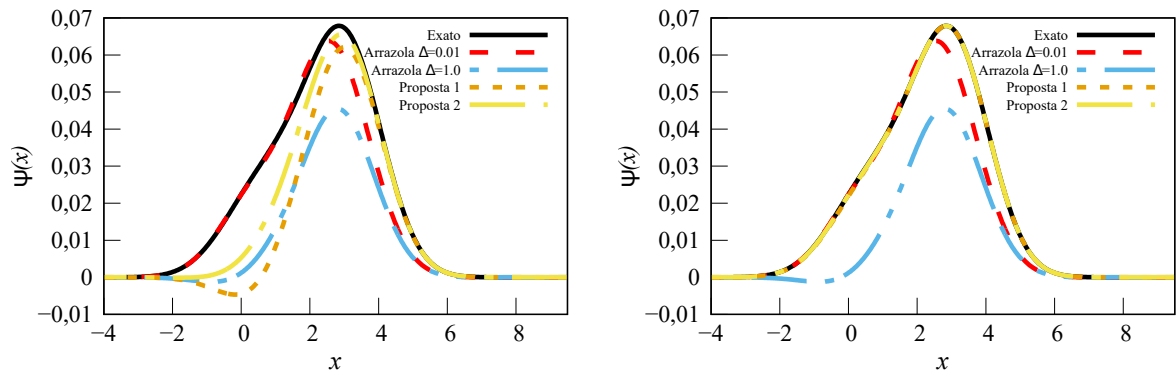 0,07
0,06
0,05
0,04
0,03
0,02
0,01
0
−0,01
Ψ(x)
Exato
Arrazola Δ=0.01
Arrazola Δ=1.0
Proposta 1
Proposta 2
−4 −2 0 2 4 6 8
x
0,07
0,06
0,05
0,04
0,03
0,02
0,01
0
−0,01
Ψ(x)
Exato
Arrazola Δ=0.01
Arrazola Δ=1.0
Proposta 1
Proposta 2
−4 −2 0 2 4 6 8
x